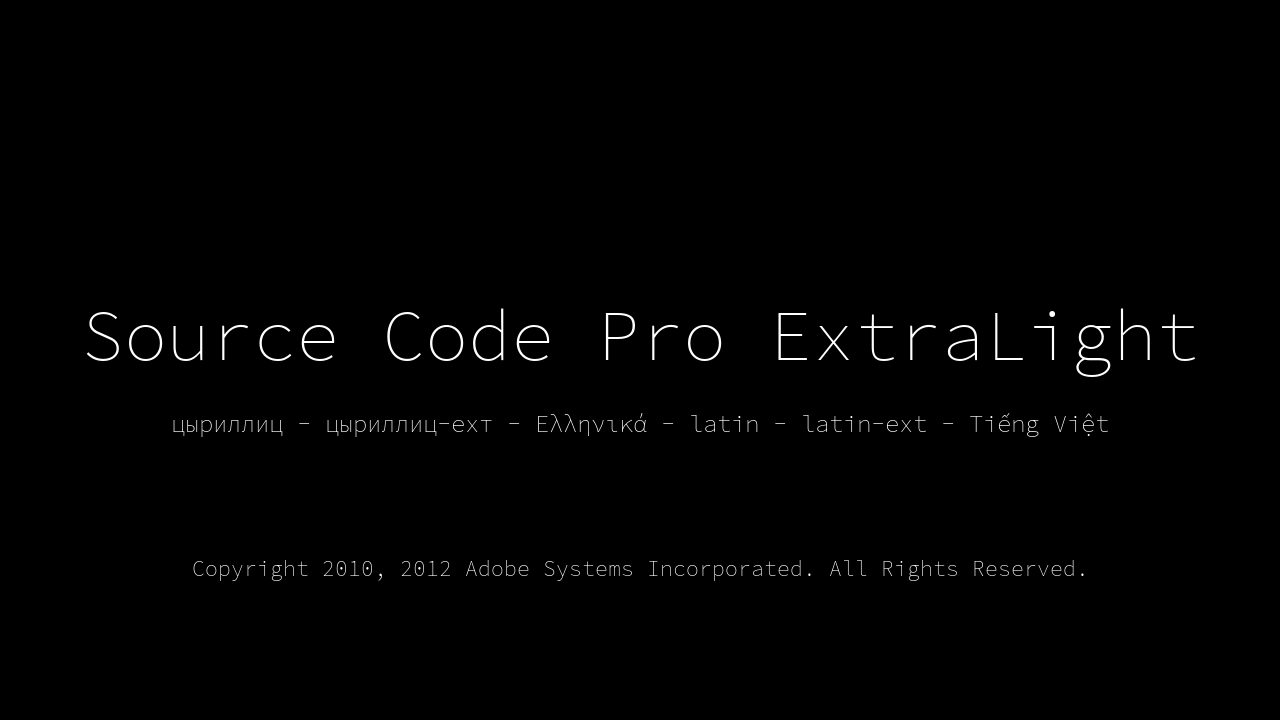 Source Code Pro ExtraLight
цыриллиц - цыриллиц-ехт - Ελληνικά - latin - latin-ext - Tiếng Việt
Copyright 2010, 2012 Adobe Systems Incorporated. All Rights Reserved.